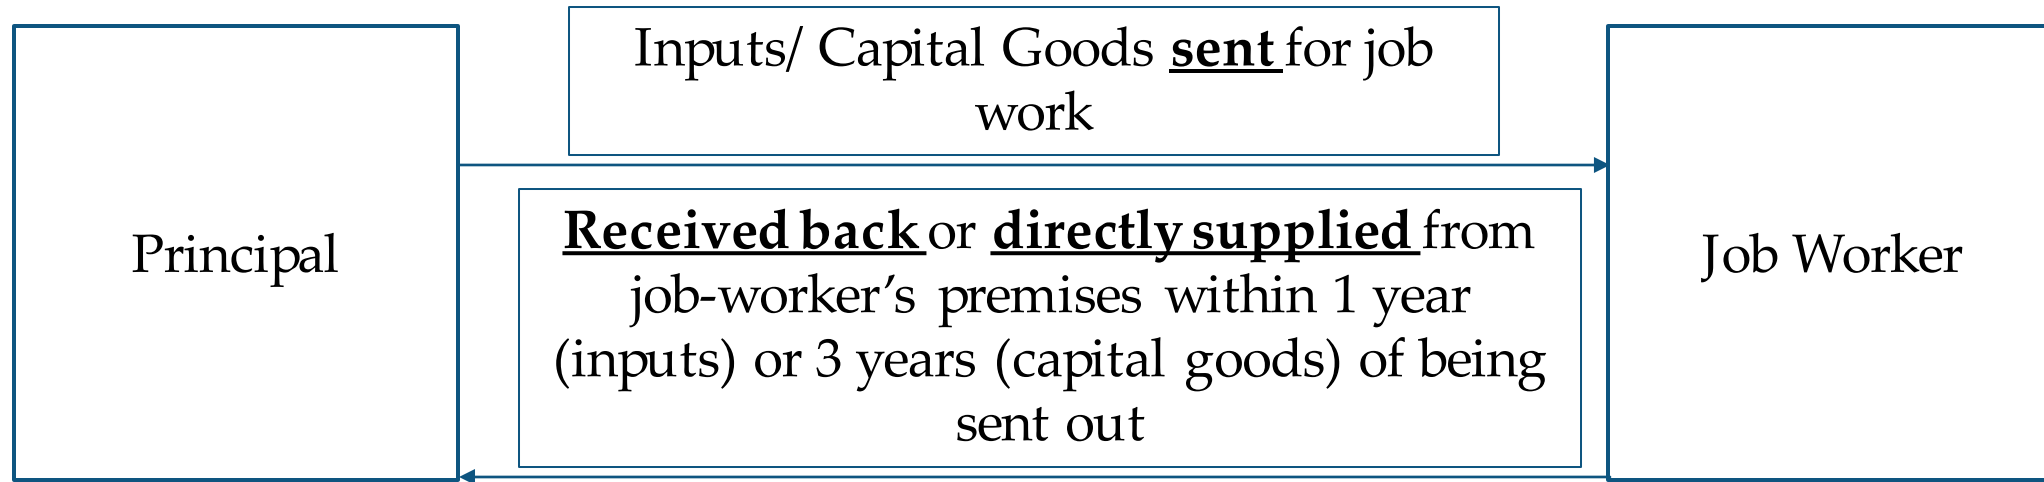 Principal
Inputs/ Capital Goods sent for job
work
Received back or directly supplied from
job-worker’s premises within 1 year
(inputs) or 3 years (capital goods) of being
sent out
Job Worker